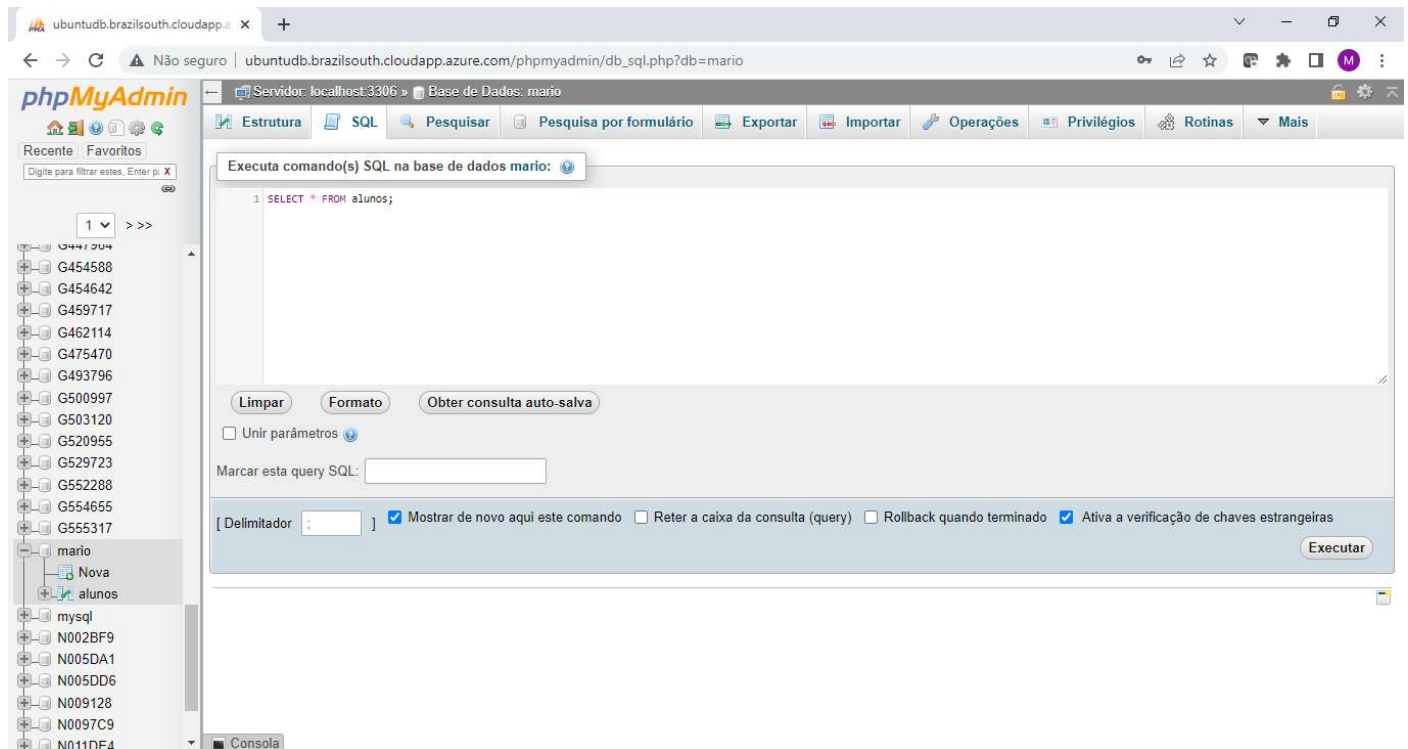 ubuntudb.brazilsouth.cloudapp.a
Não seguro ubuntudb.brazilsouth.cloudapp.azure.com/phpmyadmin/db_sql.php?db=mario M
phpMyAdmin
Recente Favoritos
Digite para filtrar estes, Enter p: X
1 > >>
G447964
G454588
G454642
G459717
G462114
G475470
G493796
G500997
G503120
G520955
G529723
G552288
G554655
G555317
mario
Nova
alunos
mysql
N002BF9
N005DA1
N005DD6
N009128
N0097C9
N011DE4
Servidor: localhost:3306 » Base de Dados: mario
Estrutura SQL Pesquisar Pesquisa por formulário Exportar Importar Operações Privilégios Rotinas Mais
Executa comando(s) SQL na base de dados mario:
1 SELECT * FROM alunos;
Limpar Formato Obter consulta auto-salva
Unir parâmetros
Marcar esta query SQL:
[ Delimitador ; ] Mostrar de novo aqui este comando Reter a caixa da consulta (query) Rollback quando terminado Ativa a verificação de chaves estrangeiras
Executar
Consola